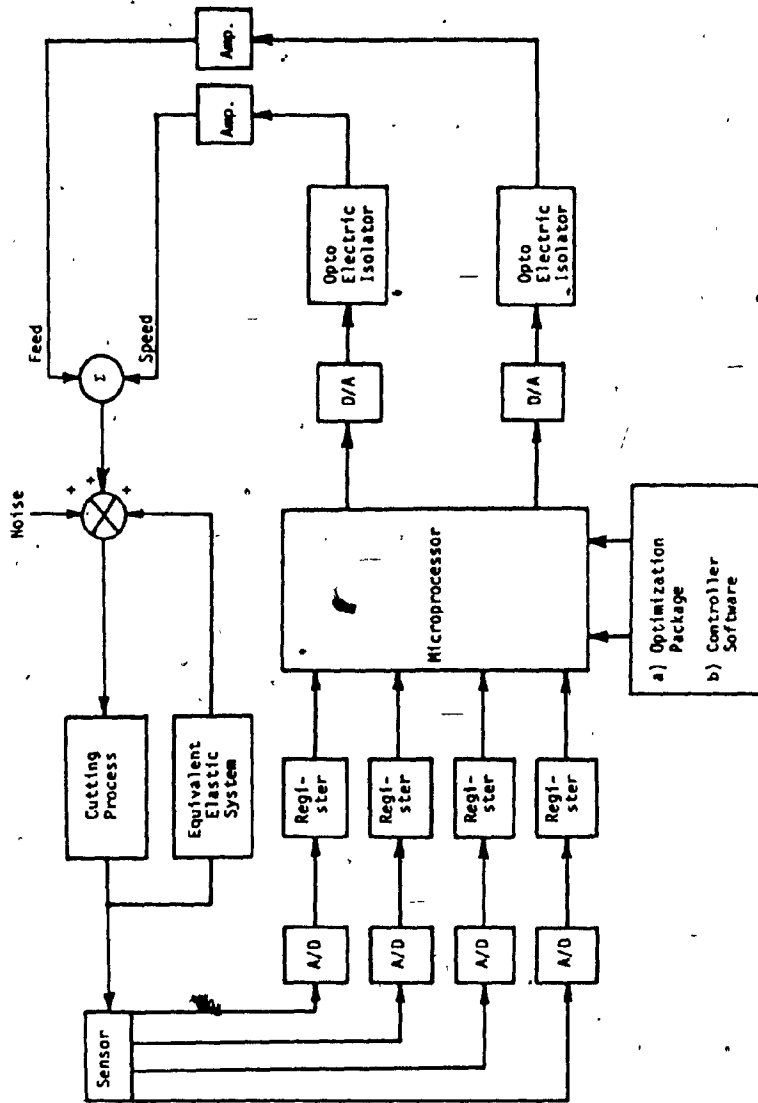 Feed
Speed
Noise
Σ
+
+
+
Amp.
Amp.
Cutting
Process
Equivalent
Elastic
System
Sensor
A/D
Regi-
ster
A/D
Regi-
ster
A/D
Regi-
ster
A/D
Regi-
ster
Microprocessor
D/A
Opto
Electric
Isolator
D/A
Opto
Electric
Isolator
a) Optimization
Package
b) Controller
Software